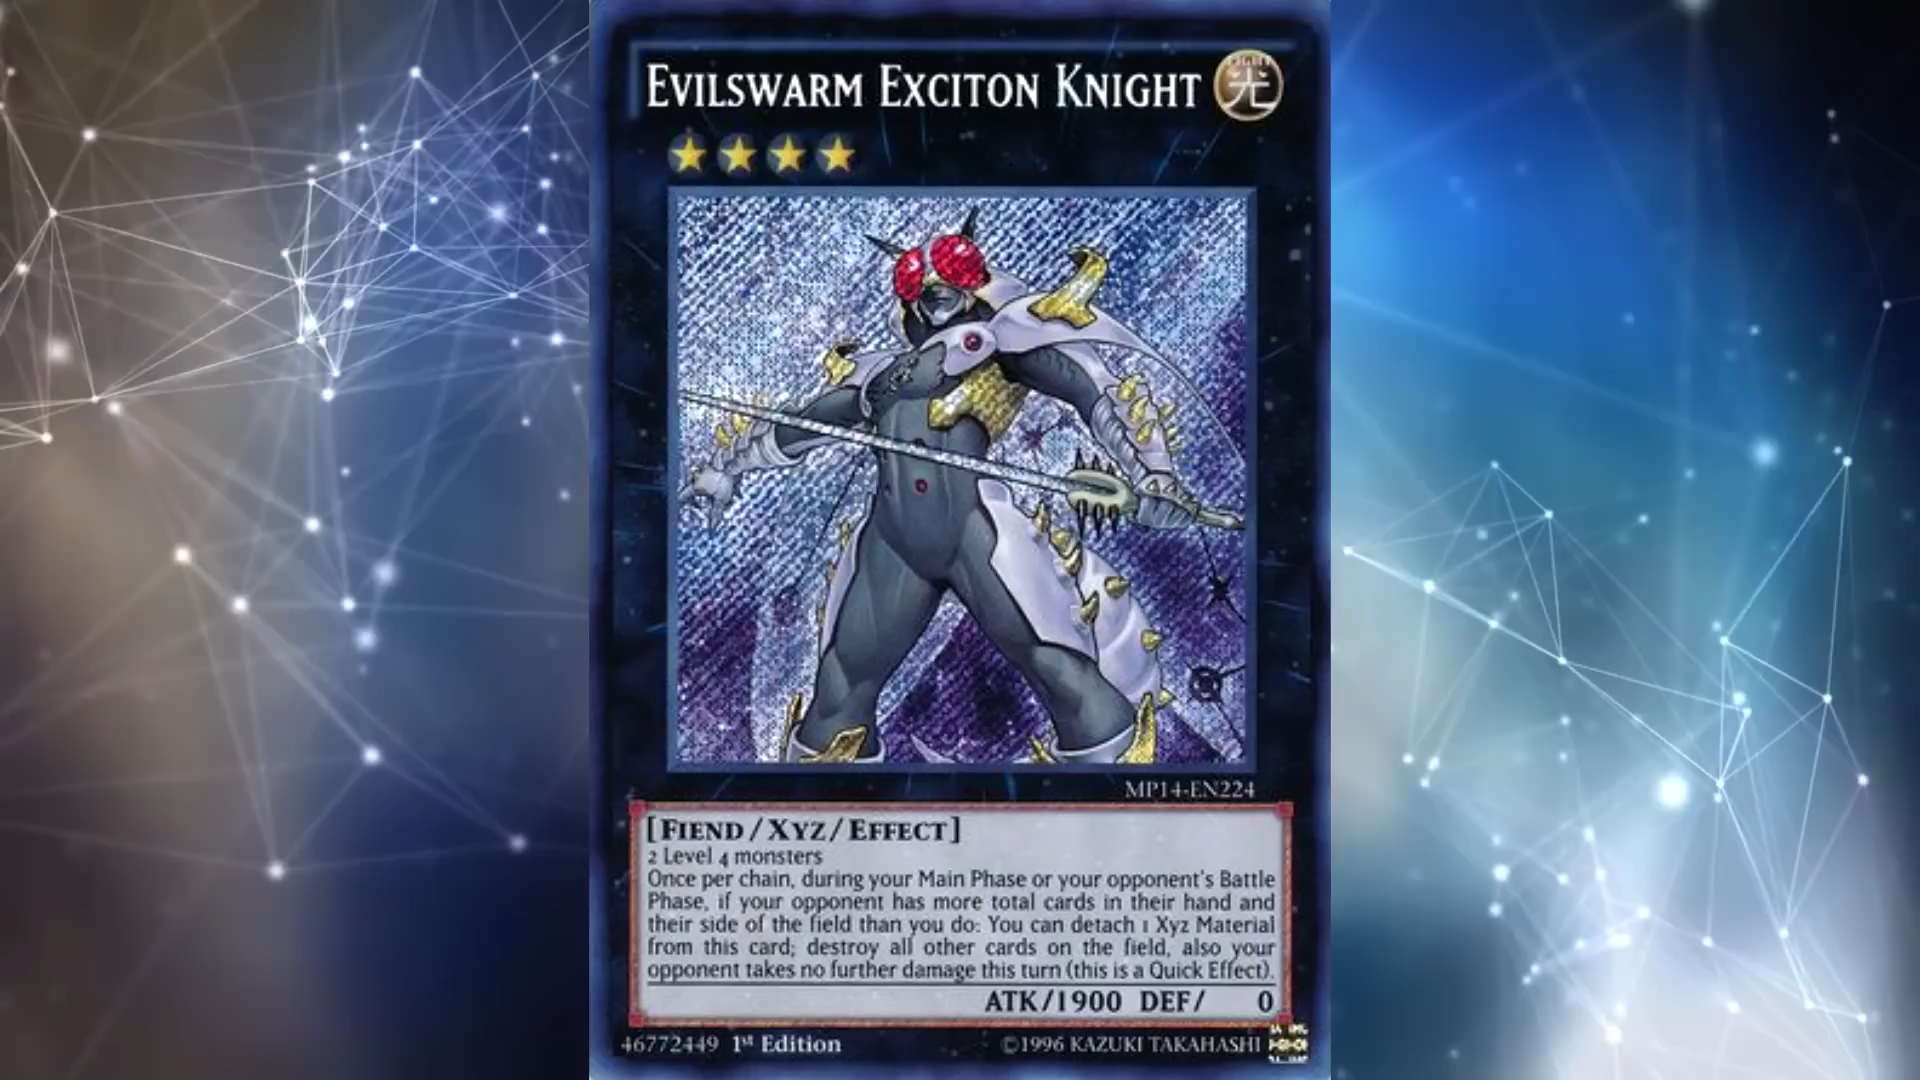 EVILSWARM EXCITON KNIGHT
LIGHT
光
MP14-EN224
[FIEND/XYZ/EFFECT]
2 Level 4 monsters
Once per chain, during your Main Phase or your opponent's Battle
Phase, if your opponent has more total cards in their hand and
their side of the field than you do: You can detach 1 Xyz Material
from this card; destroy all other cards on the field, also your
opponent takes no further damage this turn (this is a Quick Effect).
ATK/1900 DEF/ 0
46772449 1st Edition ©1996 KAZUKI TAKAHASHI